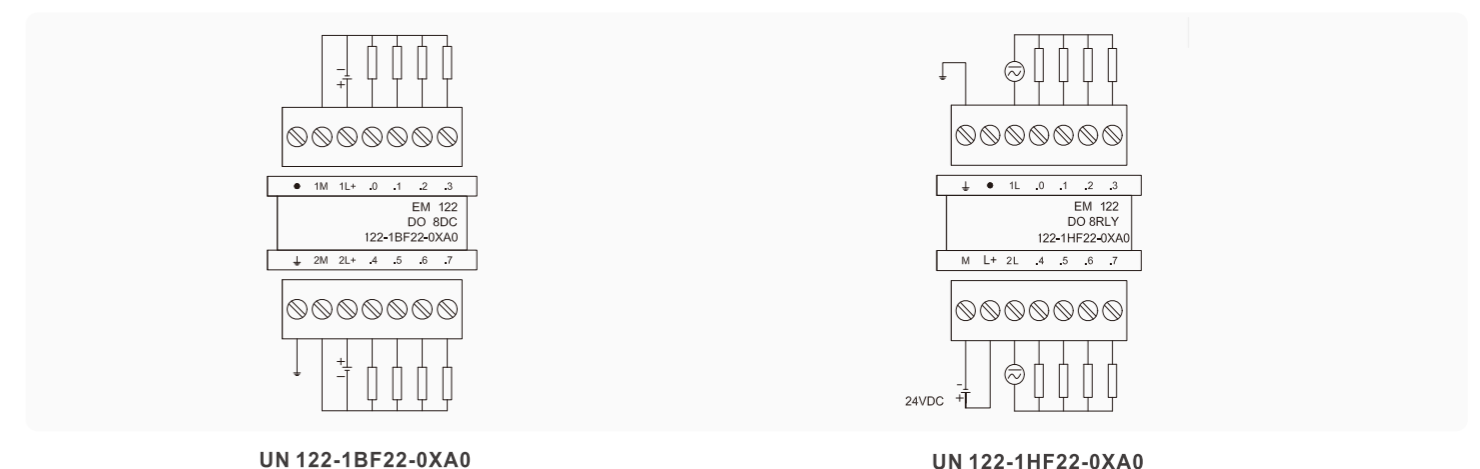 −
+
● 1M 1L+ .0 .1 .2 .3
EM 122
DO 8DC
122-1BF22-0XA0
⏚ 2M 2L+ .4 .5 .6 .7
+
−
UN 122-1BF22-0XA0
⏚ ● 1L .0 .1 .2 .3
EM 122
DO 8RLY
122-1HF22-0XA0
M L+ 2L .4 .5 .6 .7
−
24VDC +
UN 122-1HF22-0XA0